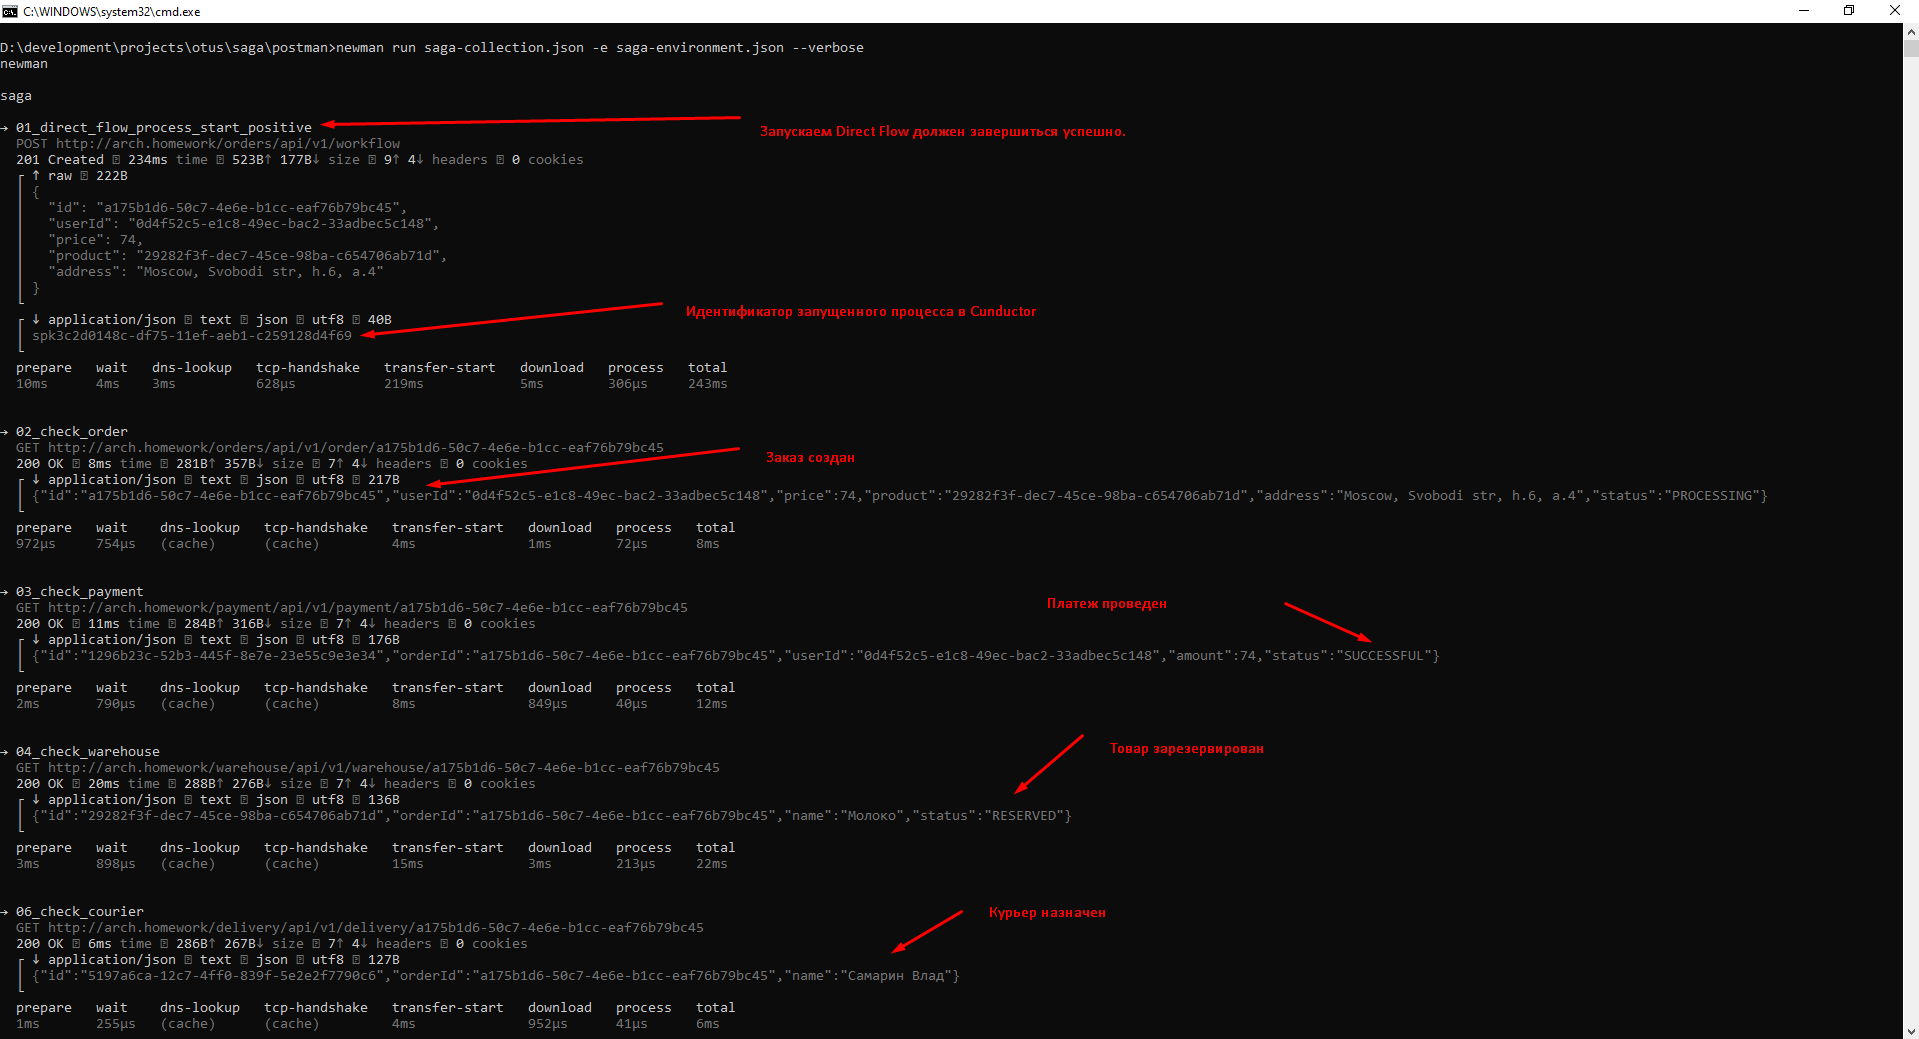 C:\WINDOWS\system32\cmd.exe
D:\development\projects\otus\saga\postman>newman run saga-collection.json -e saga-environment.json --verbose
newman
saga
→ 01_direct_flow_process_start_positive
Запускаем Direct Flow должен завершиться успешно.
POST http://arch.homework/orders/api/v1/workflow
201 Created 234ms time 523B↑ 177B↓ size 9↑ 4↓ headers 0 cookies
↑ raw 222B
{
"id": "a175b1d6-50c7-4e6e-b1cc-eaf76b79bc45",
"userId": "0d4f52c5-e1c8-49ec-bac2-33adbec5c148",
"price": 74,
"product": "29282f3f-dec7-45ce-98ba-c654706ab71d",
"address": "Moscow, Svobodi str, h.6, a.4"
}
Идентификатор запущенного процесса в Cunductor
↓ application/json text json utf8 40B
spk3c2d0148c-df75-11ef-aeb1-c259128d4f69
prepare wait dns-lookup tcp-handshake transfer-start download process total
10ms 4ms 3ms 628µs 219ms 5ms 306µs 243ms
→ 02_check_order
GET http://arch.homework/orders/api/v1/order/a175b1d6-50c7-4e6e-b1cc-eaf76b79bc45
Заказ создан
200 OK 8ms time 281B↑ 357B↓ size 7↑ 4↓ headers 0 cookies
↓ application/json text json utf8 217B
{"id":"a175b1d6-50c7-4e6e-b1cc-eaf76b79bc45","userId":"0d4f52c5-e1c8-49ec-bac2-33adbec5c148","price":74,"product":"29282f3f-dec7-45ce-98ba-c654706ab71d","address":"Moscow, Svobodi str, h.6, a.4","status":"PROCESSING"}
prepare wait dns-lookup tcp-handshake transfer-start download process total
972µs 754µs (cache) (cache) 4ms 1ms 72µs 8ms
→ 03_check_payment
Платеж проведен
GET http://arch.homework/payment/api/v1/payment/a175b1d6-50c7-4e6e-b1cc-eaf76b79bc45
200 OK 11ms time 284B↑ 316B↓ size 7↑ 4↓ headers 0 cookies
↓ application/json text json utf8 176B
{"id":"1296b23c-52b3-445f-8e7e-23e55c9e3e34","orderId":"a175b1d6-50c7-4e6e-b1cc-eaf76b79bc45","userId":"0d4f52c5-e1c8-49ec-bac2-33adbec5c148","amount":74,"status":"SUCCESSFUL"}
prepare wait dns-lookup tcp-handshake transfer-start download process total
2ms 790µs (cache) (cache) 8ms 849µs 40µs 12ms
→ 04_check_warehouse
Товар зарезервирован
GET http://arch.homework/warehouse/api/v1/warehouse/a175b1d6-50c7-4e6e-b1cc-eaf76b79bc45
200 OK 20ms time 288B↑ 276B↓ size 7↑ 4↓ headers 0 cookies
↓ application/json text json utf8 136B
{"id":"29282f3f-dec7-45ce-98ba-c654706ab71d","orderId":"a175b1d6-50c7-4e6e-b1cc-eaf76b79bc45","name":"Молоко","status":"RESERVED"}
prepare wait dns-lookup tcp-handshake transfer-start download process total
3ms 898µs (cache) (cache) 15ms 3ms 213µs 22ms
→ 06_check_courier
Курьер назначен
GET http://arch.homework/delivery/api/v1/delivery/a175b1d6-50c7-4e6e-b1cc-eaf76b79bc45
200 OK 6ms time 286B↑ 267B↓ size 7↑ 4↓ headers 0 cookies
↓ application/json text json utf8 127B
{"id":"5197a6ca-12c7-4ff0-839f-5e2e2f7790c6","orderId":"a175b1d6-50c7-4e6e-b1cc-eaf76b79bc45","name":"Самарин Влад"}
prepare wait dns-lookup tcp-handshake transfer-start download process total
1ms 255µs (cache) (cache) 4ms 952µs 41µs 6ms